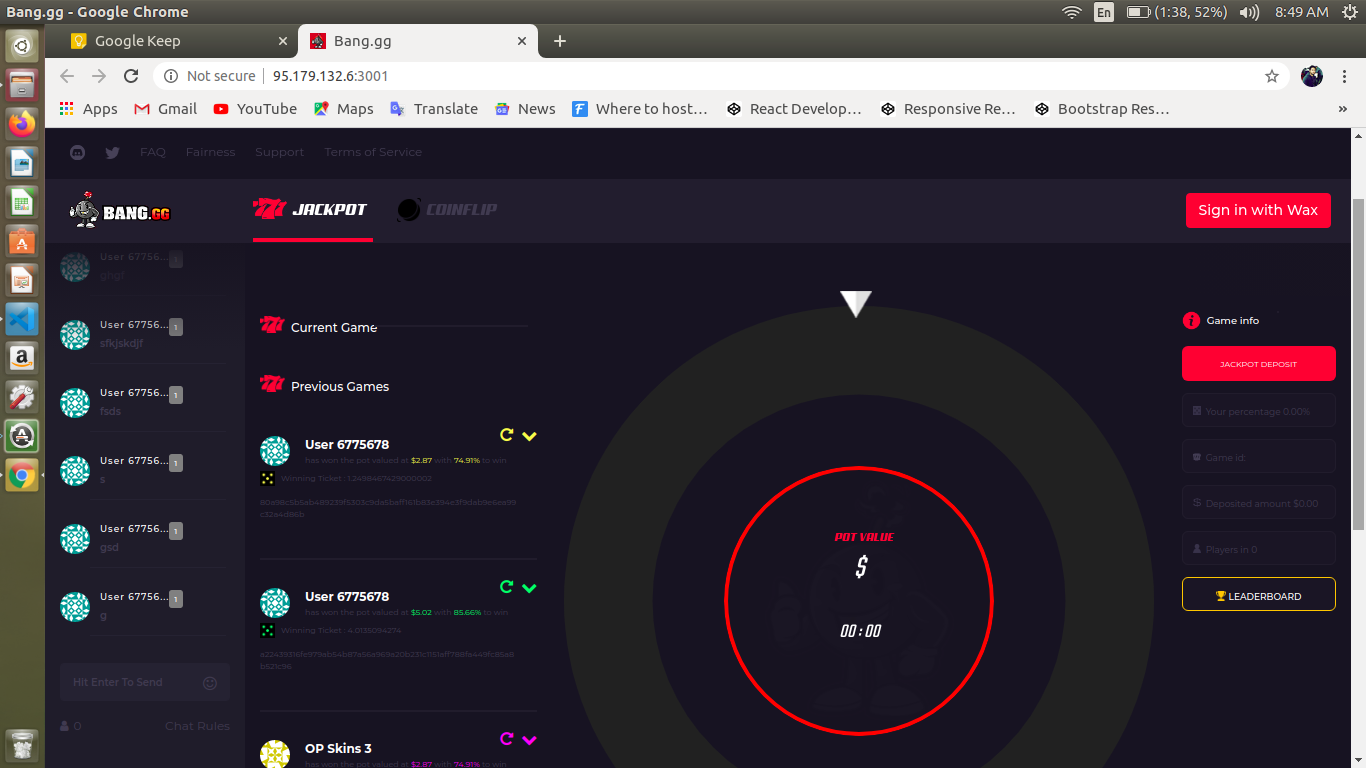 Bang.gg - Google Chrome
En
(1:38, 52%)
8:49 AM
Google Keep
Bang.gg
Not secure
95.179.132.6:3001
Apps
Gmail
YouTube
Maps
Translate
News
Where to host...
React Develop...
Responsive Re...
Bootstrap Res...
»
FAQ
Fairness
Support
Terms of Service
BANG.GG
777 JACKPOT
COINFLIP
Sign in with Wax
User 67756...
1
gngf
User 67756...
1
sfkjskdjf
User 67756...
1
fsds
User 67756...
1
s
User 67756...
1
gsd
User 67756...
1
g
Hit Enter To Send
0
Chat Rules
777 Current Game
777 Previous Games
User 6775678
has won the pot valued at $2.87 with 74.91% to win
Winning Ticket : 1.2498467429000002
User 6775678
has won the pot valued at $5.02 with 85.66% to win
Winning Ticket : 4.0135094274
b521c96
OP Skins 3
has won the pot valued at $2.87 with 74.91% to win
POT VALUE
$
00:00
Game info
JACKPOT DEPOSIT
Your percentage 0.00%
Game id:
Deposited amount $0.00
Players in 0
LEADERBOARD